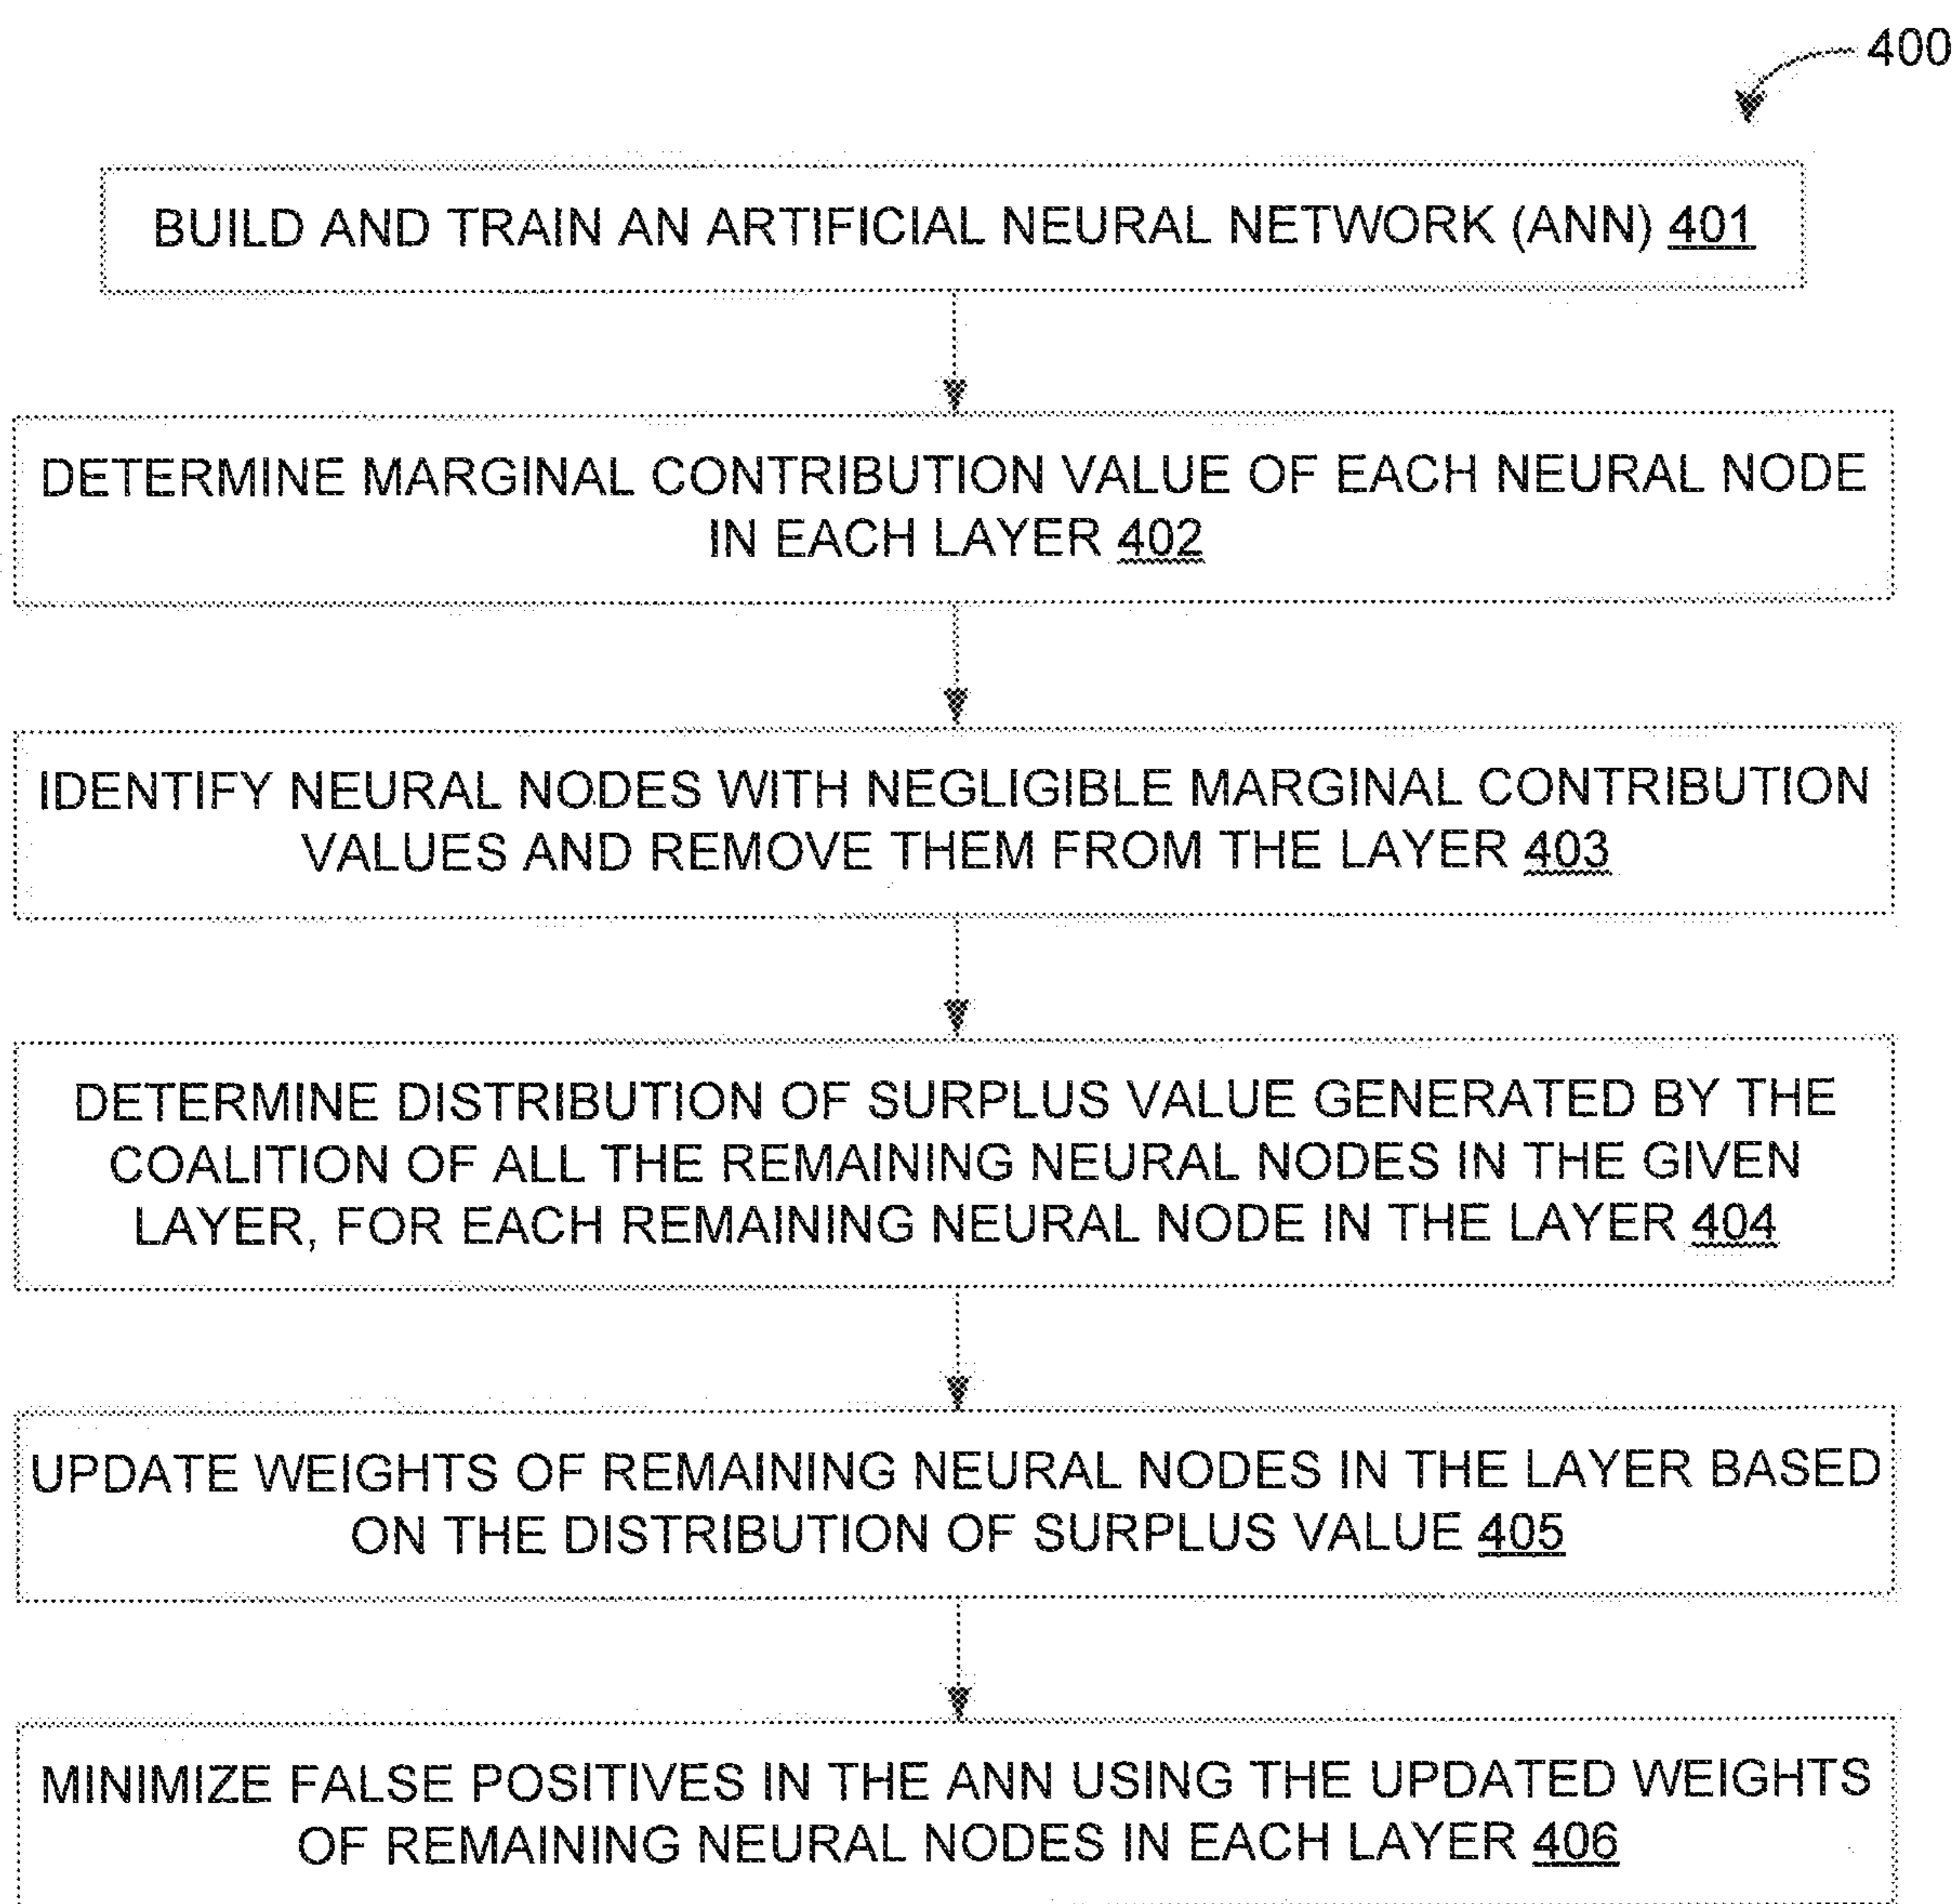 400
BUILD AND TRAIN AN ARTIFICIAL NEURAL NETWORK (ANN) 401
DETERMINE MARGINAL CONTRIBUTION VALUE OF EACH NEURAL NODE
IN EACH LAYER 402
IDENTIFY NEURAL NODES WITH NEGLIGIBLE MARGINAL CONTRIBUTION
VALUES AND REMOVE THEM FROM THE LAYER 403
DETERMINE DISTRIBUTION OF SURPLUS VALUE GENERATED BY THE
COALITION OF ALL THE REMAINING NEURAL NODES IN THE GIVEN
LAYER, FOR EACH REMAINING NEURAL NODE IN THE LAYER 404
UPDATE WEIGHTS OF REMAINING NEURAL NODES IN THE LAYER BASED
ON THE DISTRIBUTION OF SURPLUS VALUE 405
MINIMIZE FALSE POSITIVES IN THE ANN USING THE UPDATED WEIGHTS
OF REMAINING NEURAL NODES IN EACH LAYER 406